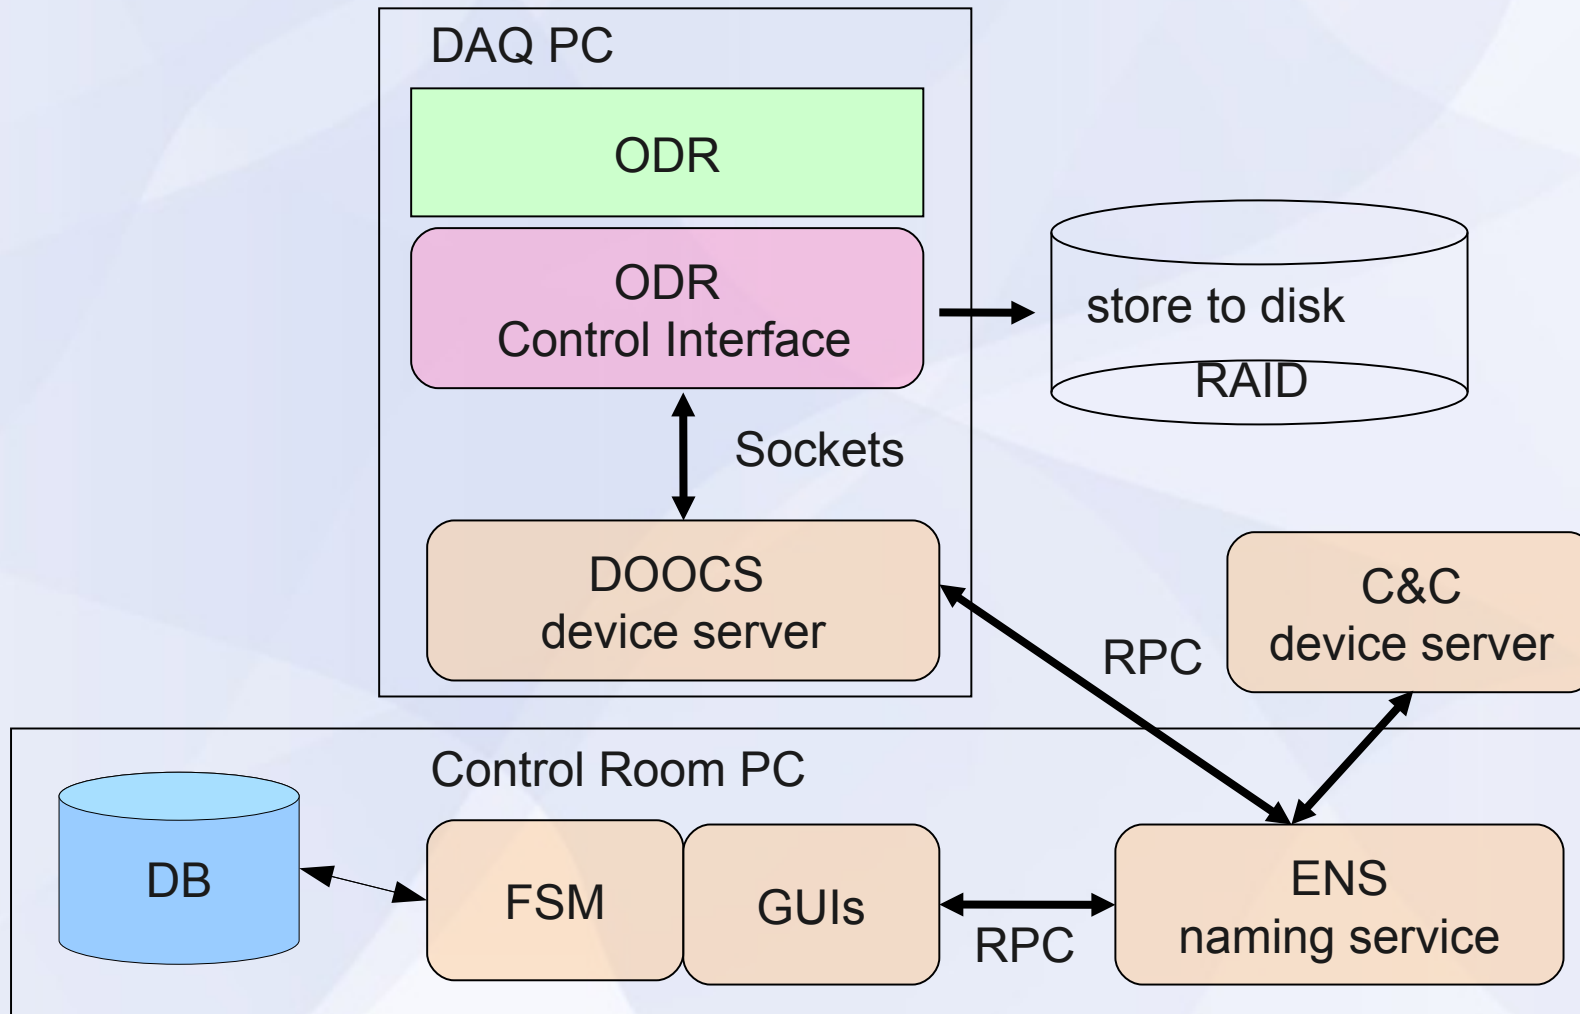 DAQ PC
ODR
ODR
Control Interface
store to disk
RAID
Sockets
DOOCS
device server
C&C
device server
RPC
Control Room PC
DB
FSM
GUIs
RPC
ENS
naming service